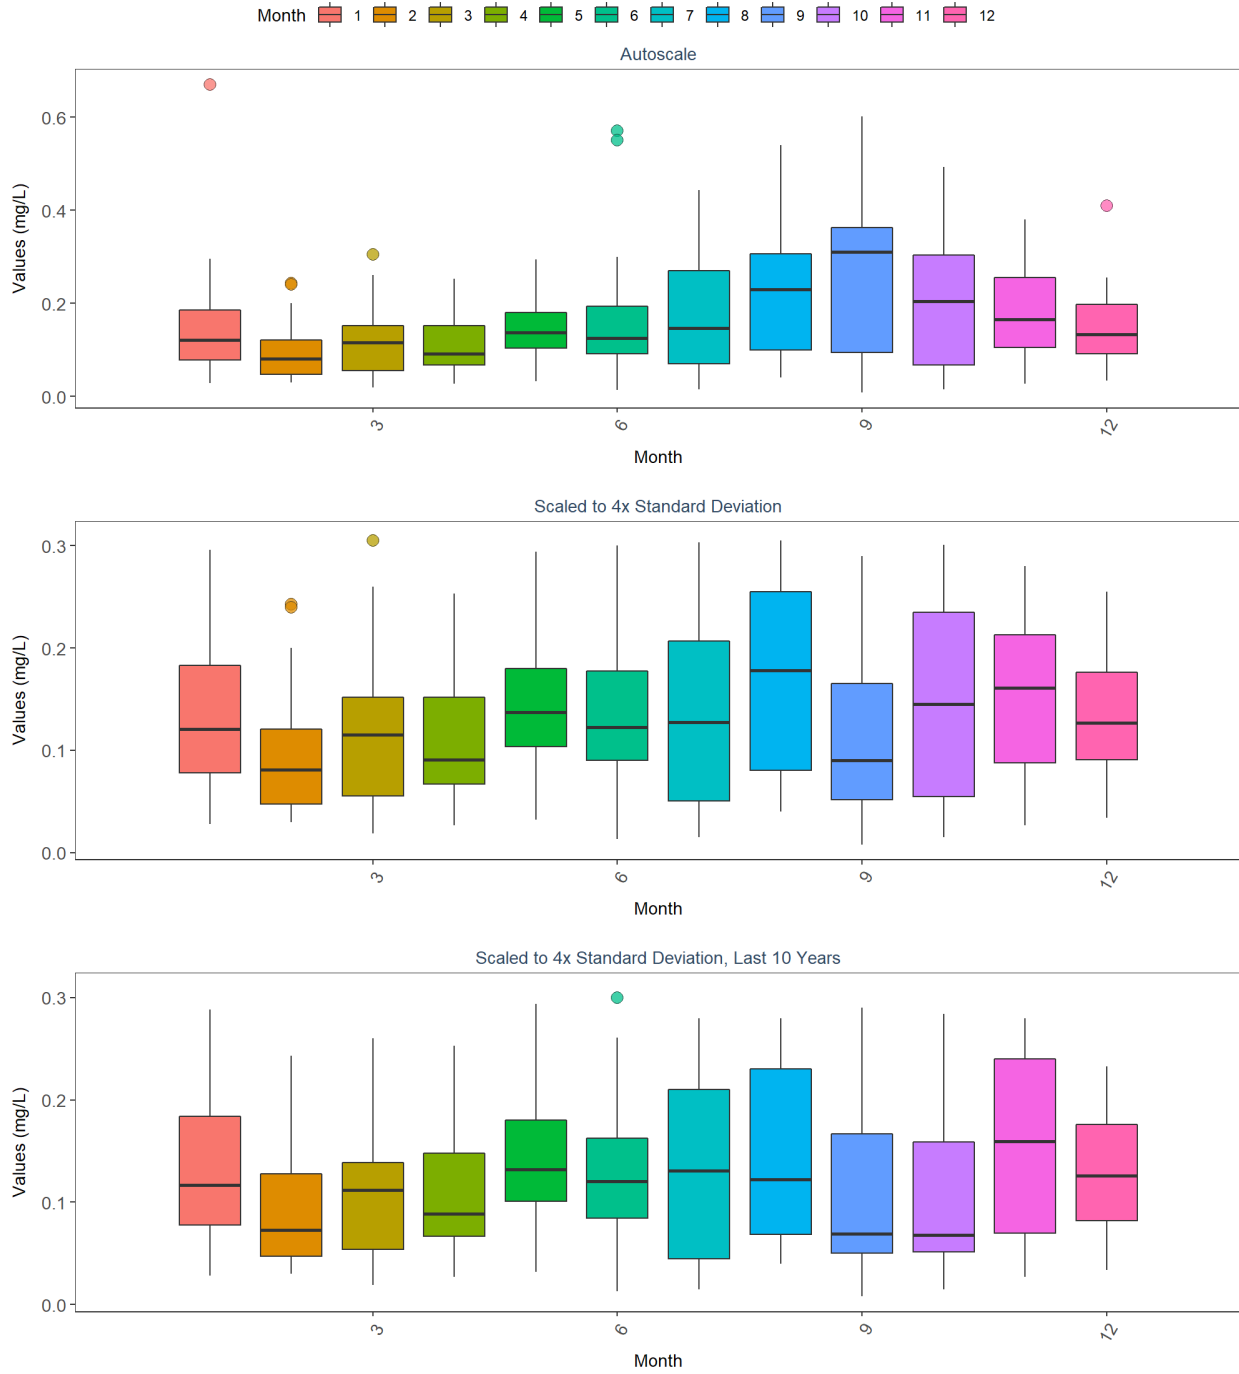 Month 1 2 3 4 5 6 7 8 9 10 11 12
Autoscale
Values (mg/L)
0.6
0.4
0.2
0.0
3 6 9 12
Month
Scaled to 4x Standard Deviation
Values (mg/L)
0.3
0.2
0.1
0.0
3 6 9 12
Month
Scaled to 4x Standard Deviation, Last 10 Years
Values (mg/L)
0.3
0.2
0.1
0.0
3 6 9 12
Month